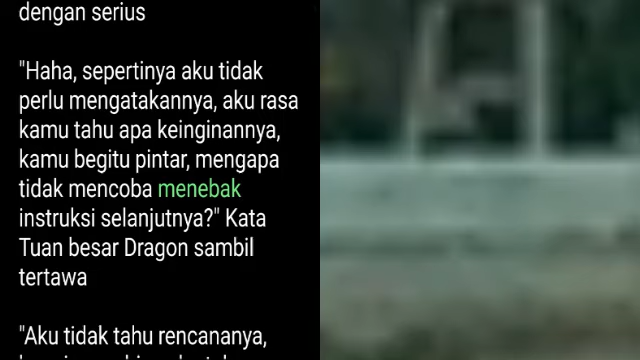 dengan serius
"Haha, sepertinya aku tidak
perlu mengatakannya, aku rasa
kamu tahu apa keinginannya,
kamu begitu pintar, mengapa
tidak mencoba menebak
instruksi selanjutnya?" Kata
Tuan besar Dragon sambil
tertawa
"Aku tidak tahu rencananya,